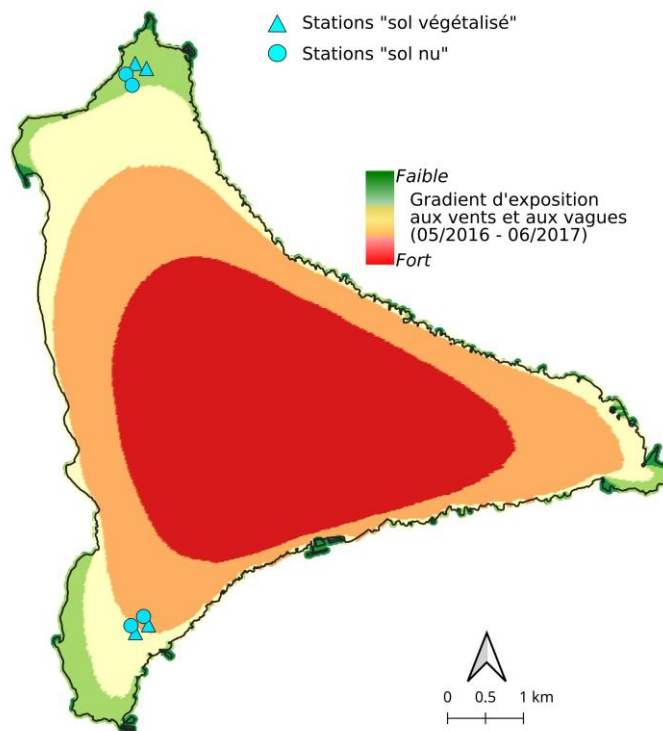 Stations "sol végétalisé"
Stations "sol nu"
Faible
Gradient d'exposition
aux vents et aux vagues
(05/2016 - 06/2017)
Fort
0 0.5 1 km